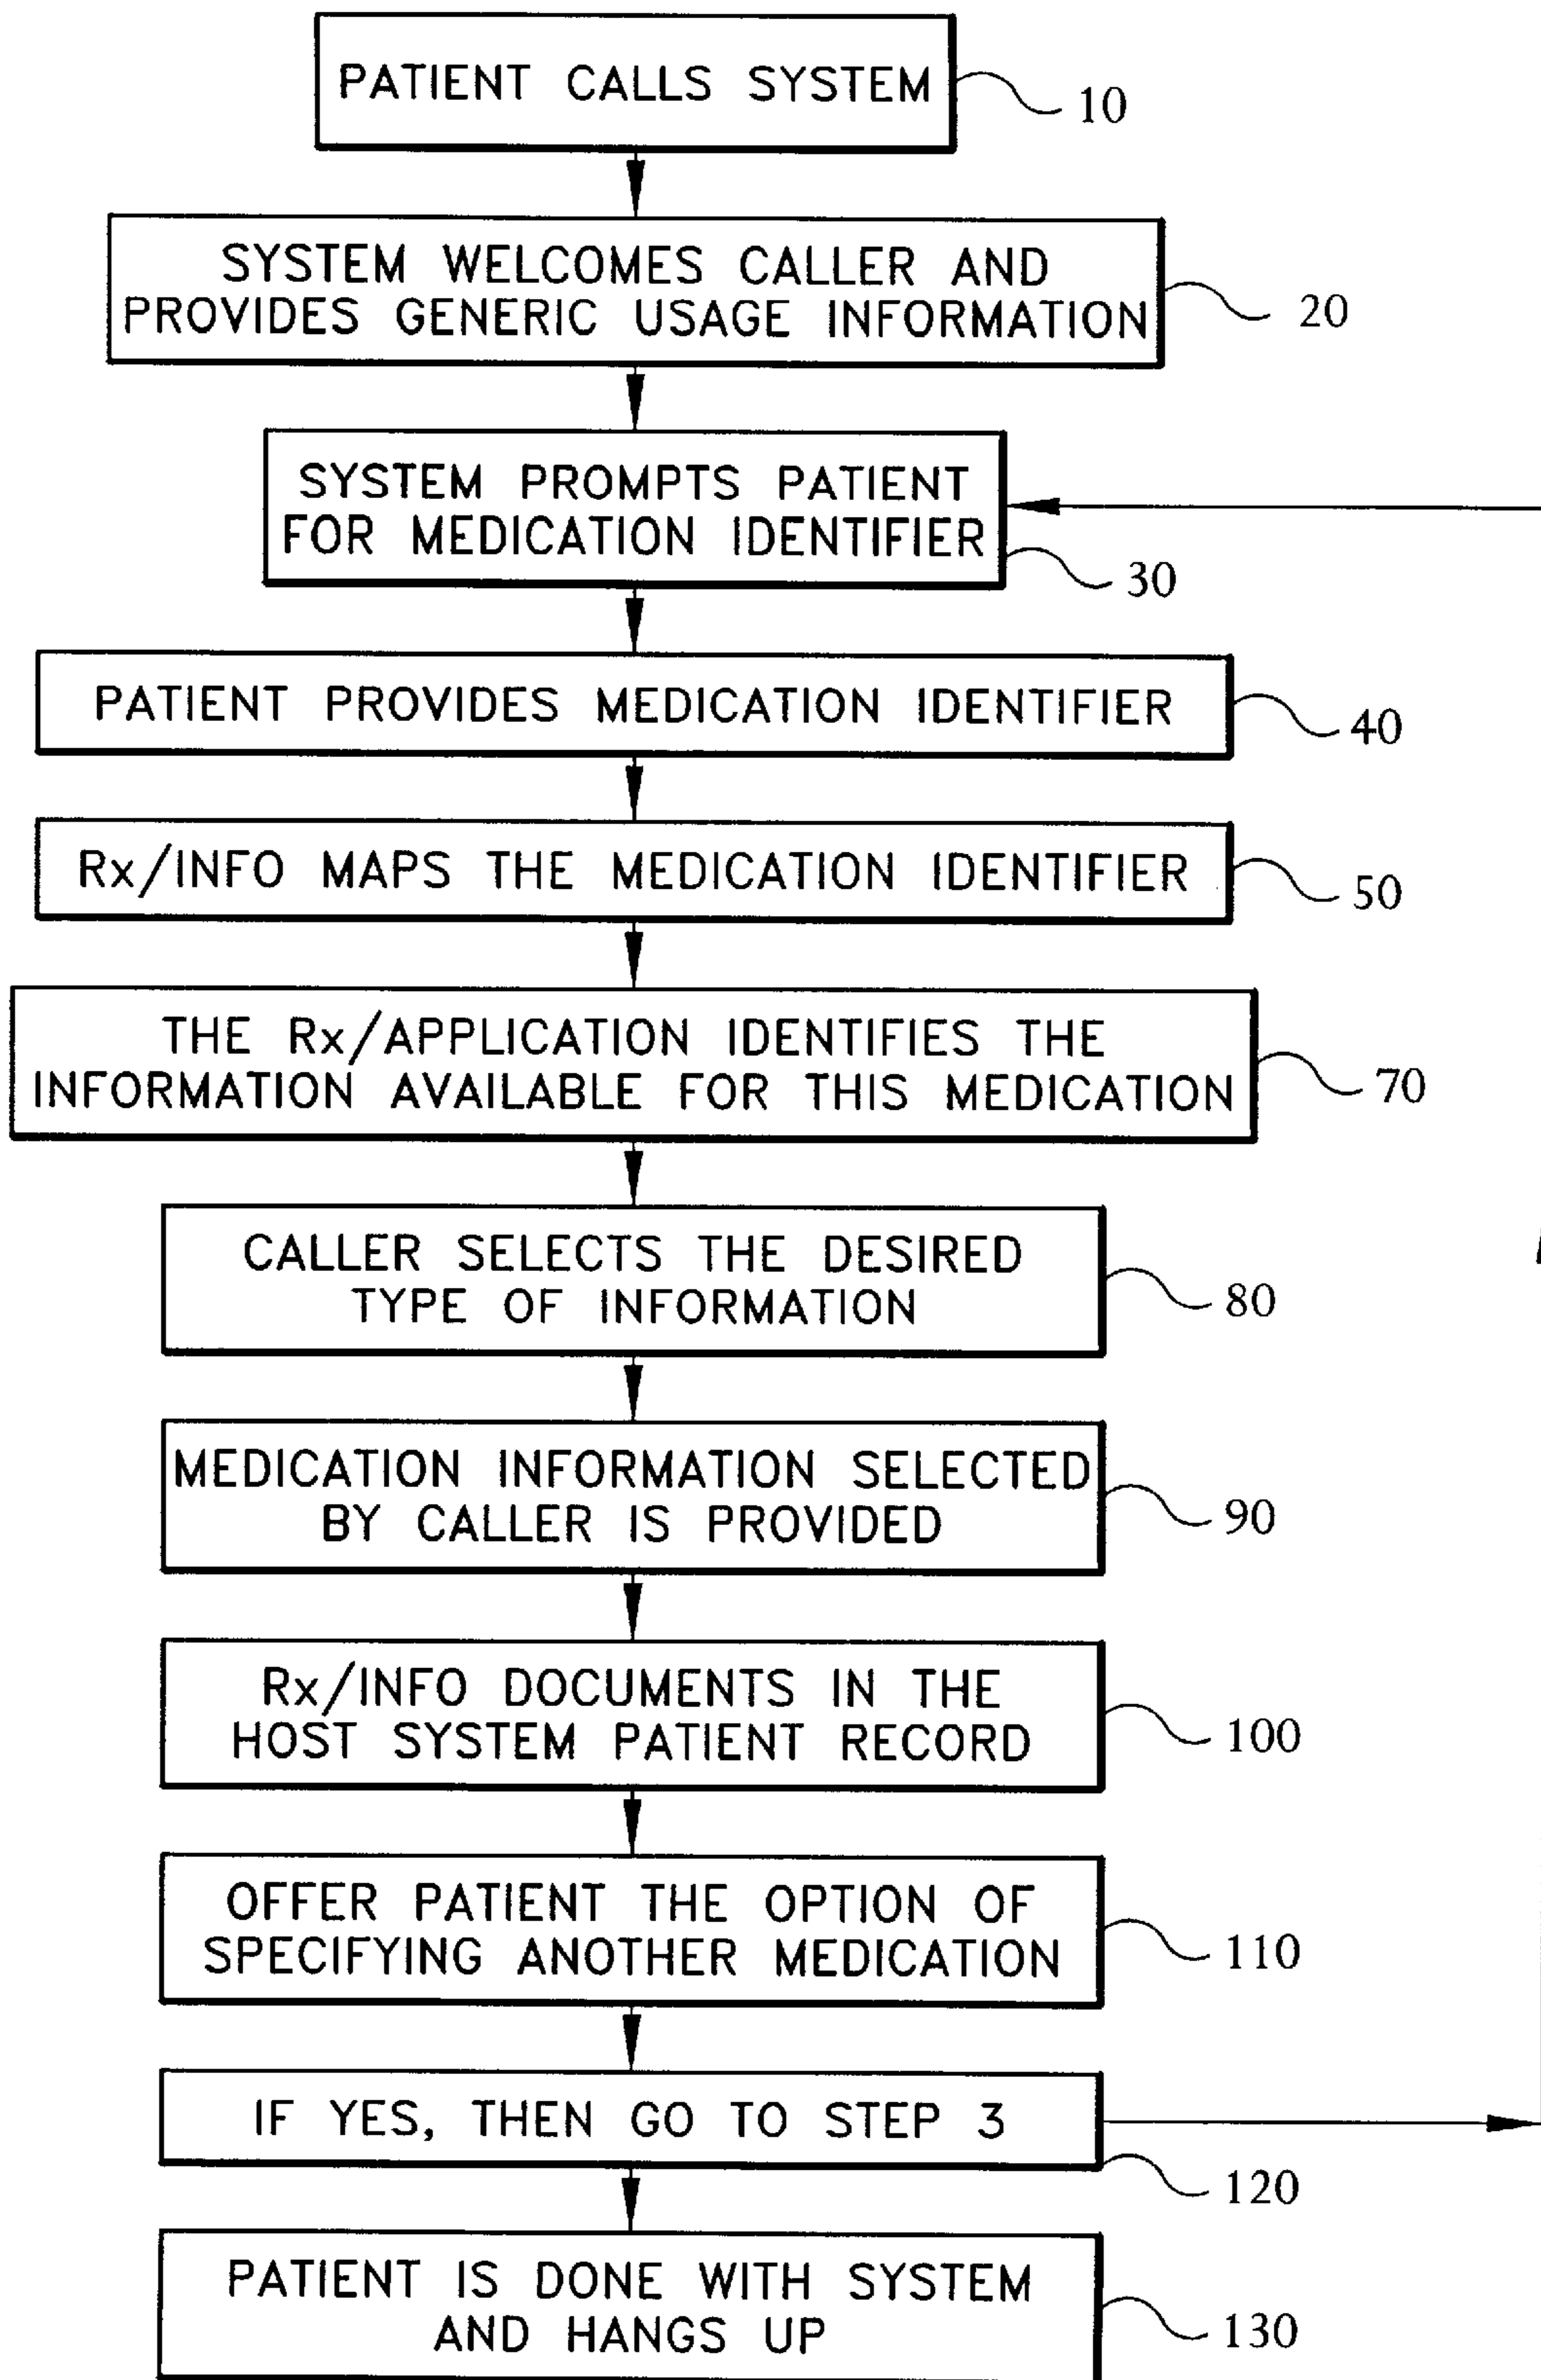 PATIENT CALLS SYSTEM
10
SYSTEM WELCOMES CALLER AND
PROVIDES GENERIC USAGE INFORMATION
20
SYSTEM PROMPTS PATIENT
FOR MEDICATION IDENTIFIER
30
PATIENT PROVIDES MEDICATION IDENTIFIER
40
Rx/INFO MAPS THE MEDICATION IDENTIFIER
50
THE Rx/APPLICATION IDENTIFIES THE
INFORMATION AVAILABLE FOR THIS MEDICATION
70
CALLER SELECTS THE DESIRED
TYPE OF INFORMATION
80
MEDICATION INFORMATION SELECTED
BY CALLER IS PROVIDED
90
Rx/INFO DOCUMENTS IN THE
HOST SYSTEM PATIENT RECORD
100
OFFER PATIENT THE OPTION OF
SPECIFYING ANOTHER MEDICATION
110
IF YES, THEN GO TO STEP 3
120
PATIENT IS DONE WITH SYSTEM
AND HANGS UP
130